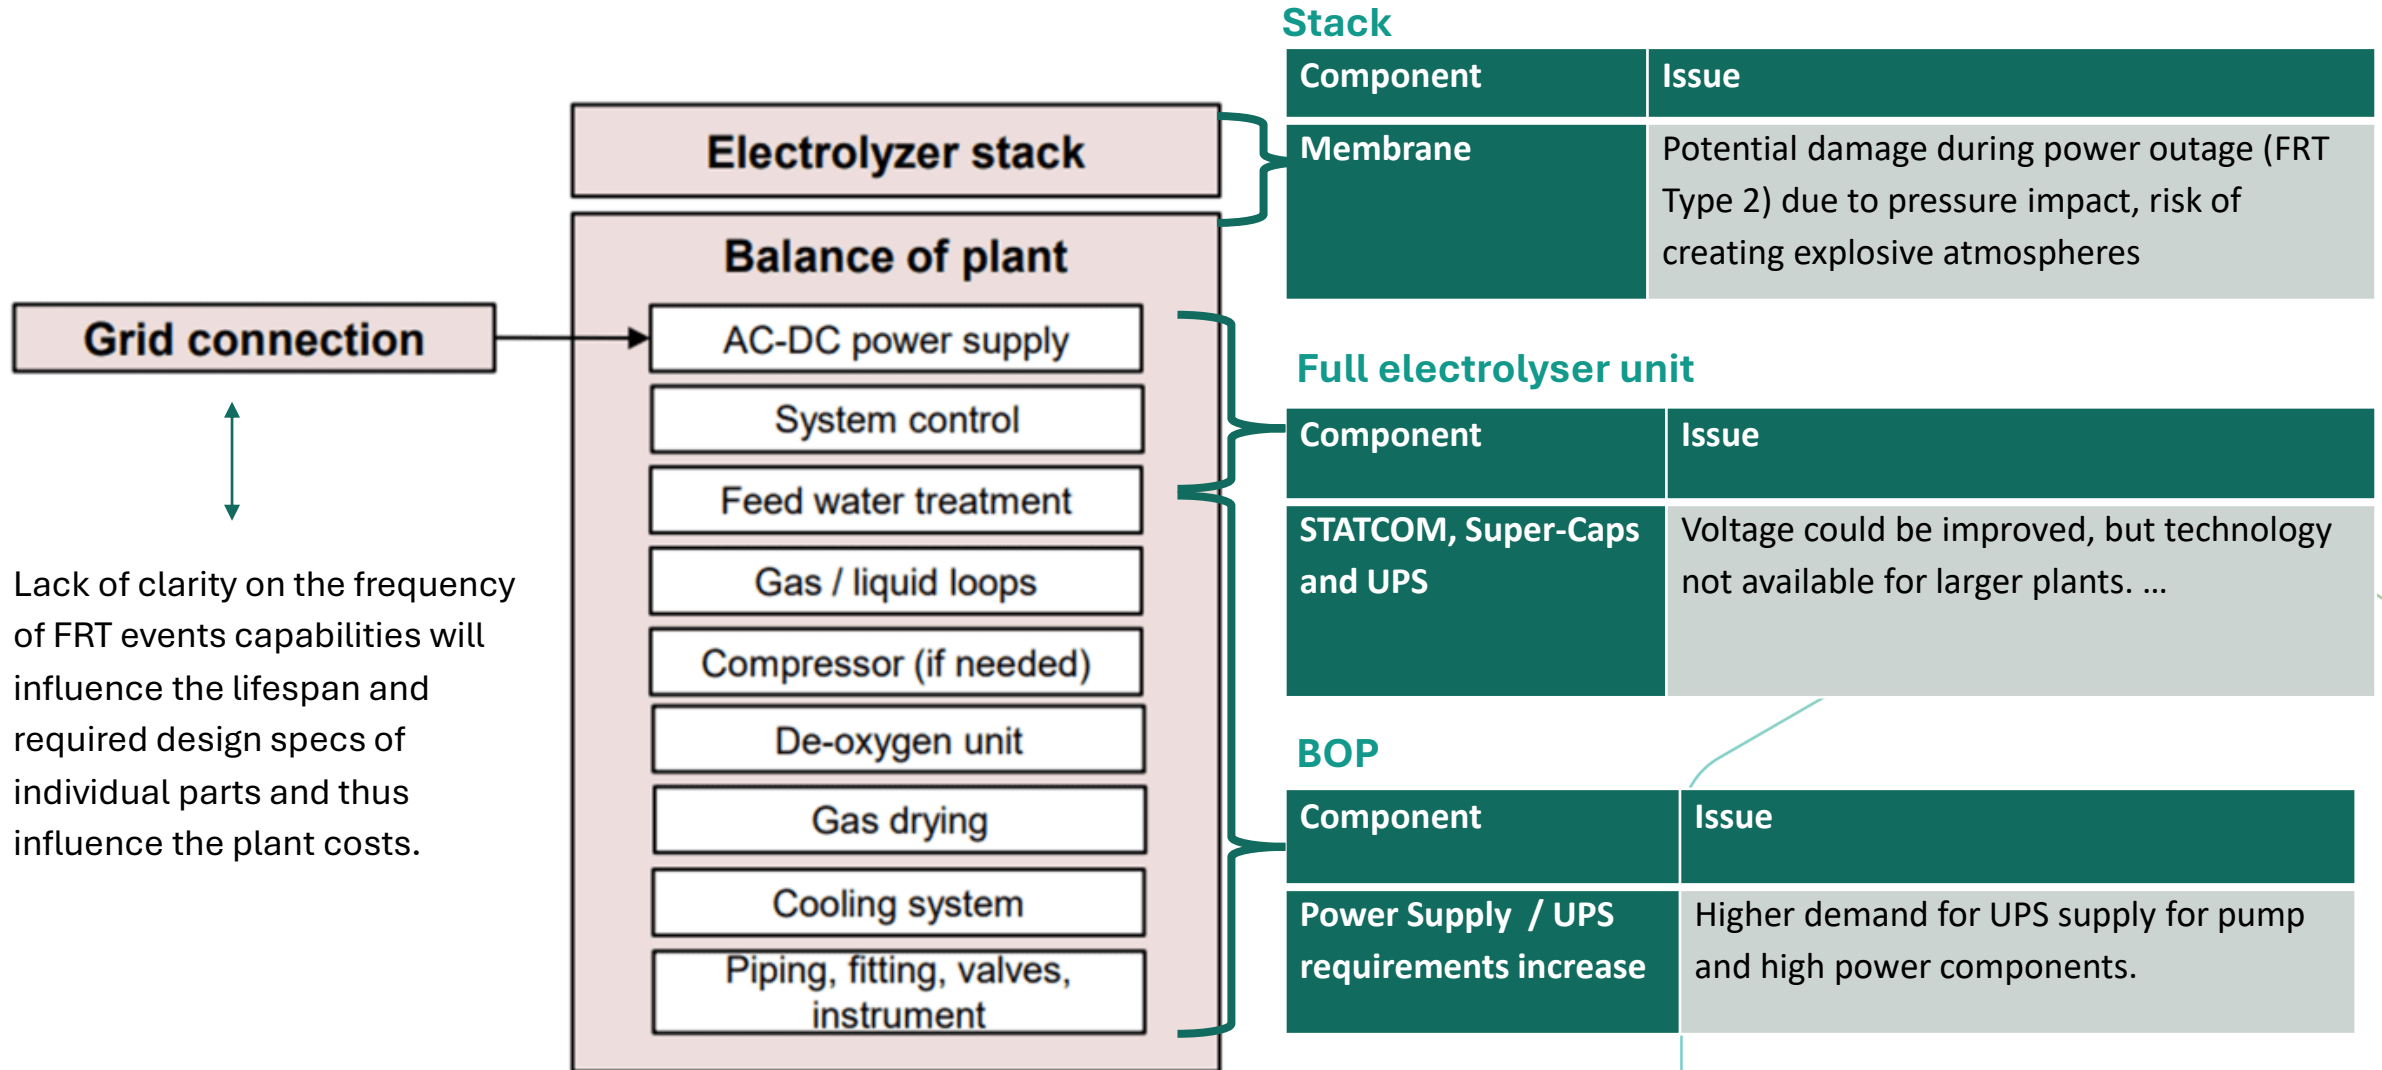 Grid connection
Lack of clarity on the frequency
of FRT events capabilities will
influence the lifespan and
required design specs of
individual parts and thus
influence the plant costs.
Electrolyzer stack
Balance of plant
AC-DC power supply
System control
Feed water treatment
Gas / liquid loops
Compressor (if needed)
De-oxygen unit
Gas drying
Cooling system
Piping, fitting, valves,
instrument
Stack
Component
Issue
Membrane
Potential damage during power outage (FRT
Type 2) due to pressure impact, risk of
creating explosive atmospheres
Full electrolyser unit
Component
Issue
STATCOM, Super-Caps
and UPS
Voltage could be improved, but technology
not available for larger plants. ...
BOP
Component
Issue
Power Supply / UPS
requirements increase
Higher demand for UPS supply for pump
and high power components.